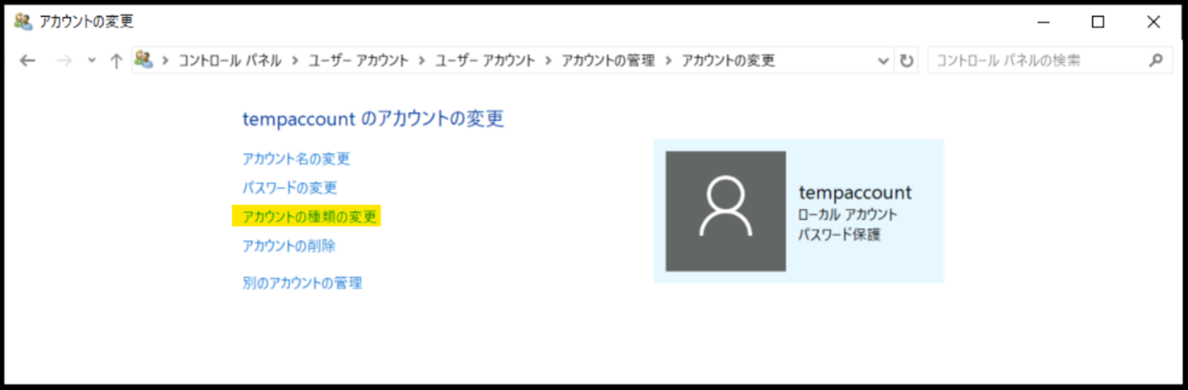 アカウントの変更
コントロール パネル > ユーザー アカウント > ユーザー アカウント > アカウントの管理 > アカウントの変更
コントロール パネルの検索
tempaccount のアカウントの変更
アカウント名の変更
パスワードの変更
アカウントの種類の変更
アカウントの削除
別のアカウントの管理
tempaccount
ローカル アカウント
パスワード保護